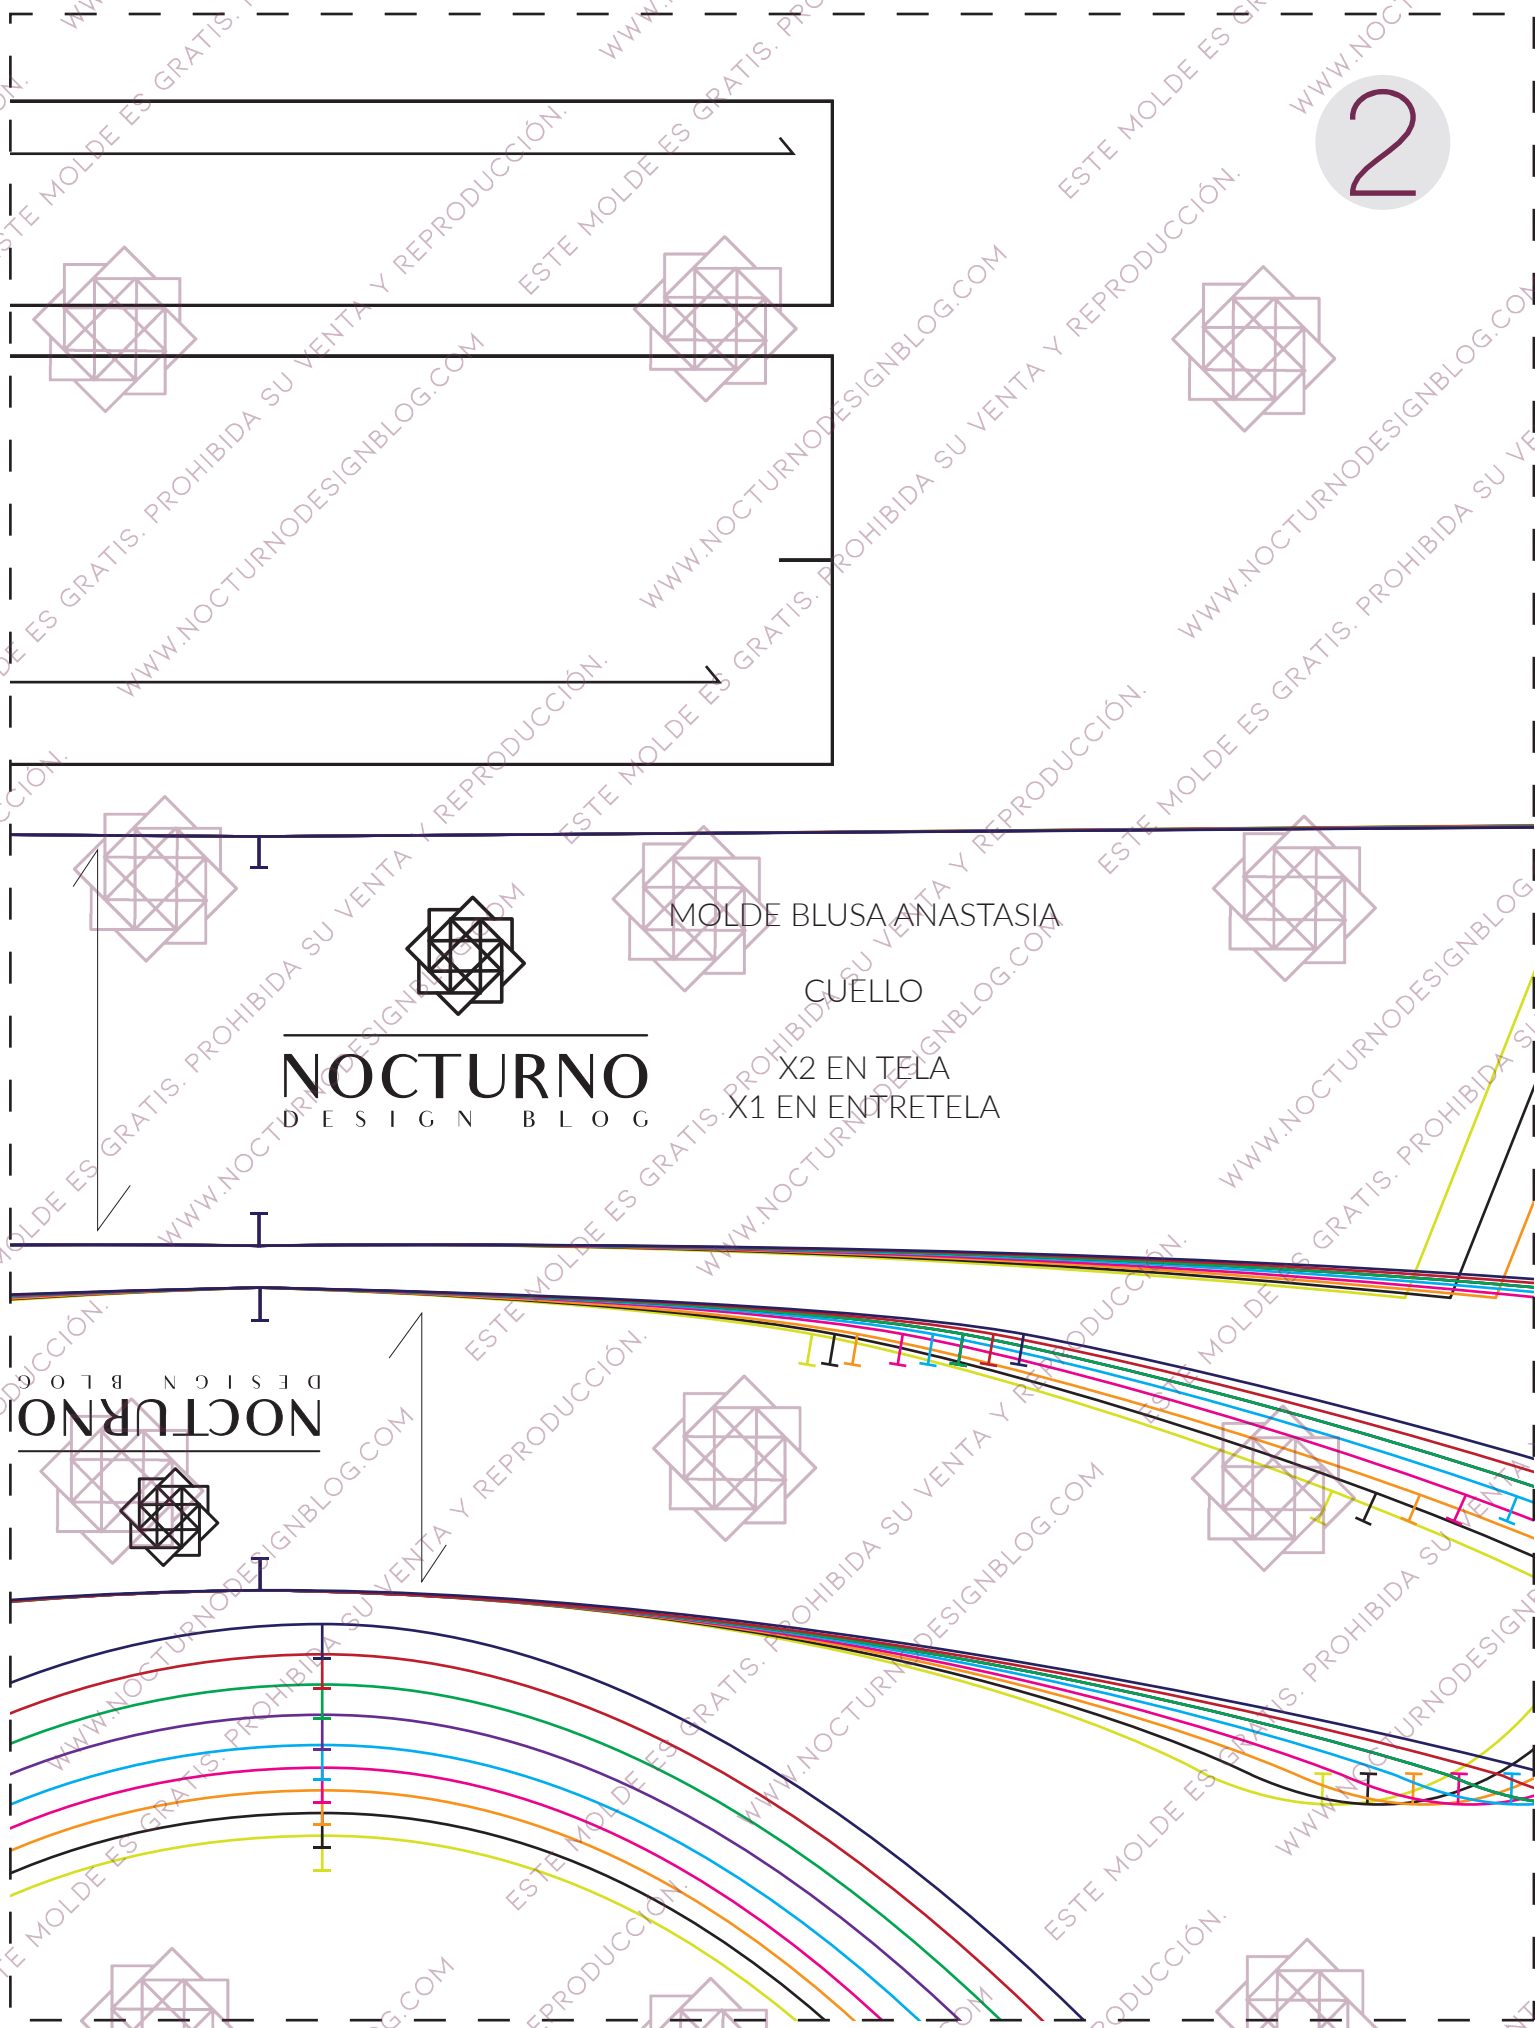 2
MOLDE BLUSA ANASTASIA
CUELLO
X2 EN TELA
X1 EN ENTRETELA
NOCTURNO
DESIGN BLOG
NOCTURNO
DESIGN BLOG
ESTE MOLDE ES GRATIS. PROHIBIDA SU VENTA Y REPRODUCCIÓN.
WWW.NOCTURNODESIGNBLOG.COM